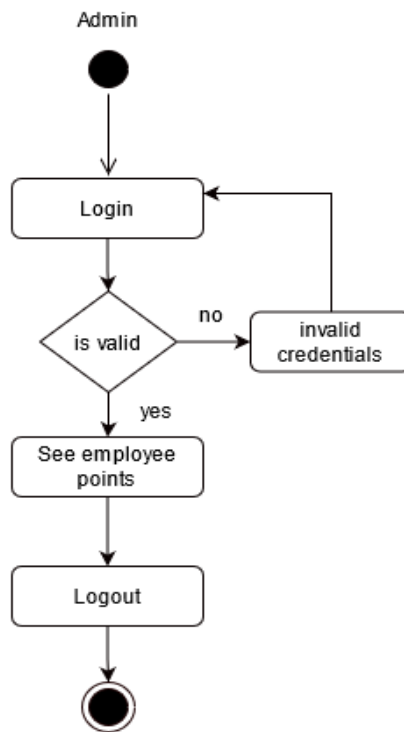 Admin
Login
is valid
no
invalid
credentials
yes
See employee
points
Logout